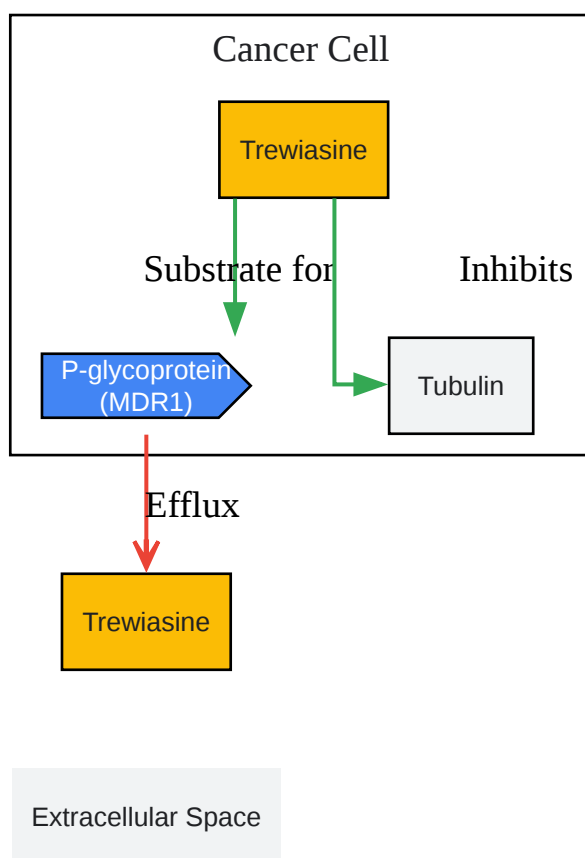 Cancer Cell
Trewiasine
Substrate for
Inhibits
P-glycoprotein
(MDR1)
Tubulin
Efflux
Trewiasine
Extracellular Space